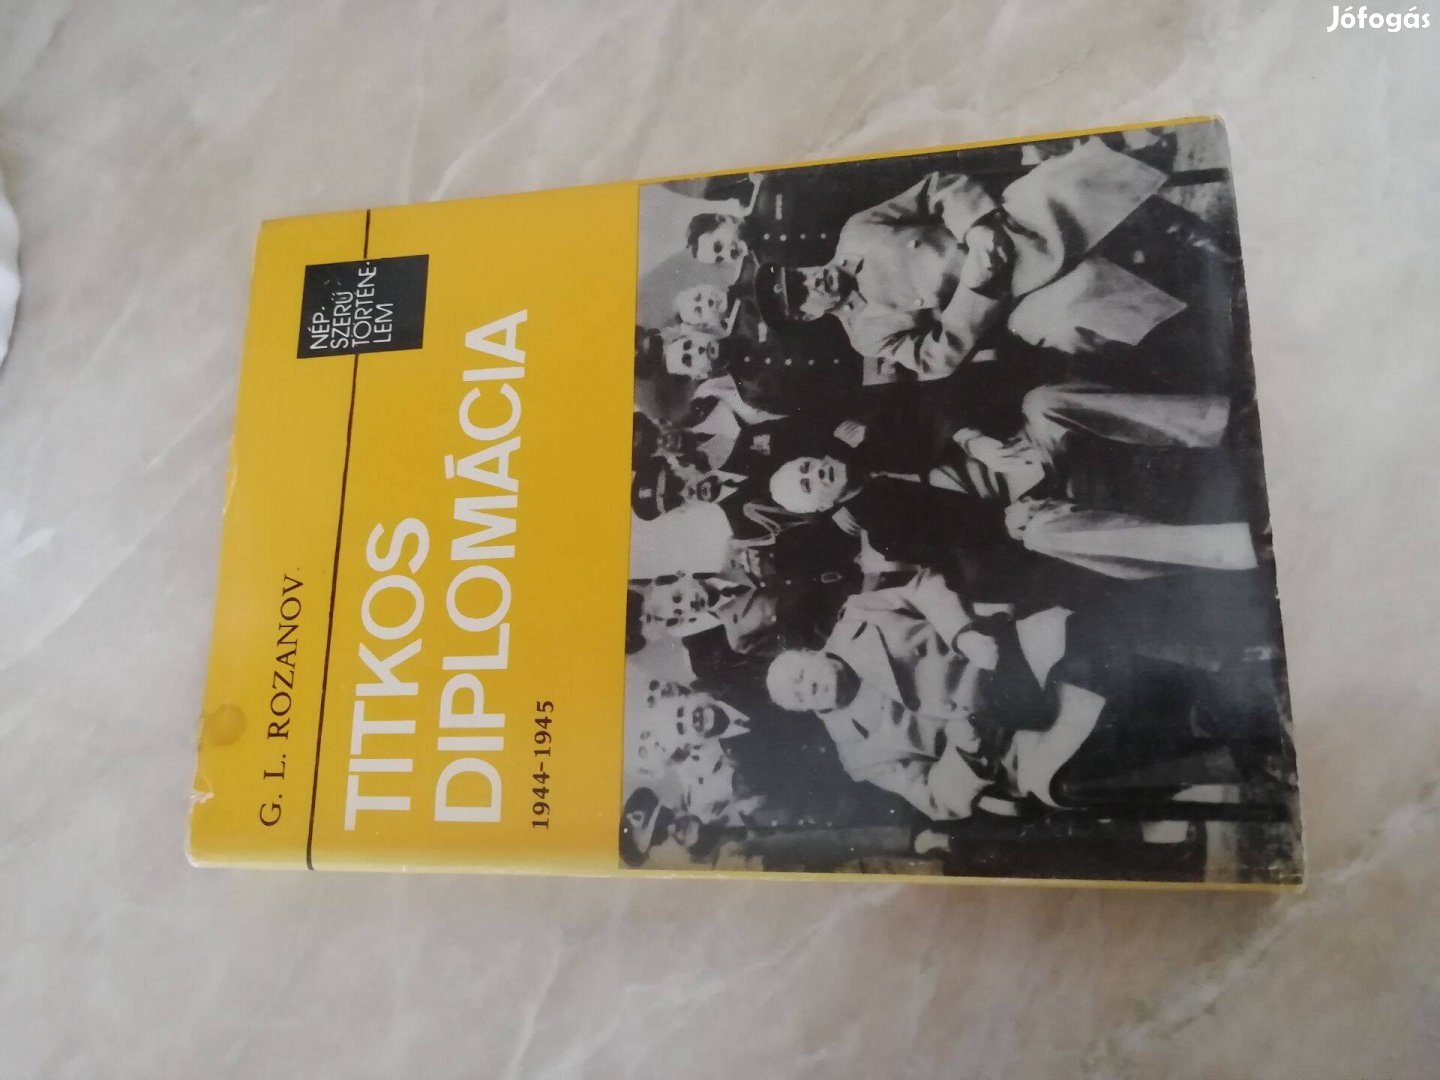 Jófogás
G. L. ROZANOV
NÉP-
SZERŰ
TÖRTÉNE-
LEM
TITKOS
DIPLOMÁCIA
1944-1945